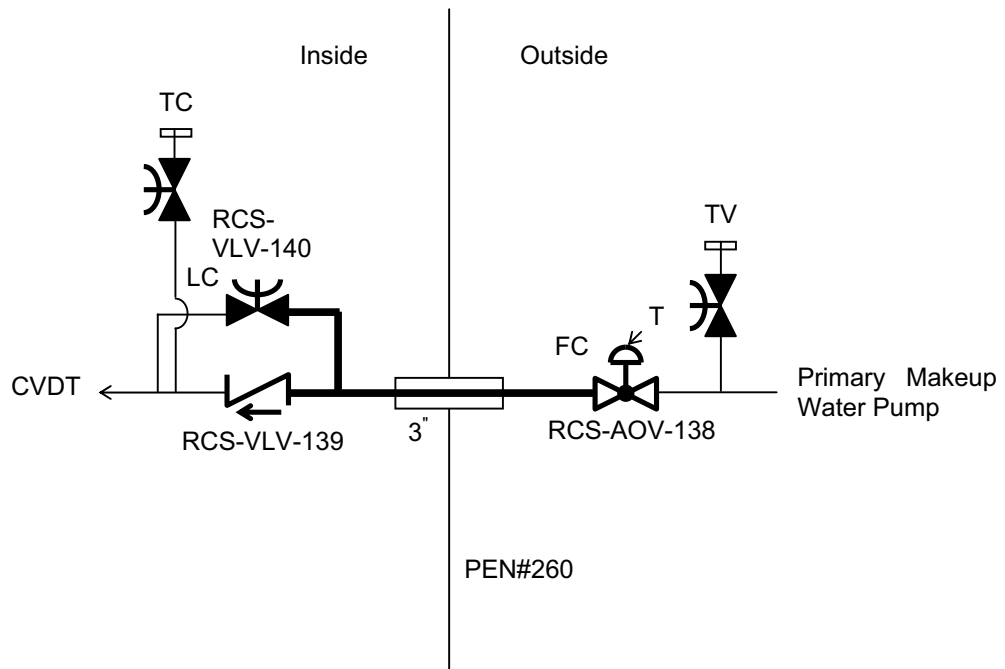 Inside
Outside
TC
RCS-
VLV-140
LC
TV
T
FC
CVDT
Primary Makeup
Water Pump
3"
RCS-VLV-139
RCS-AOV-138
PEN#260